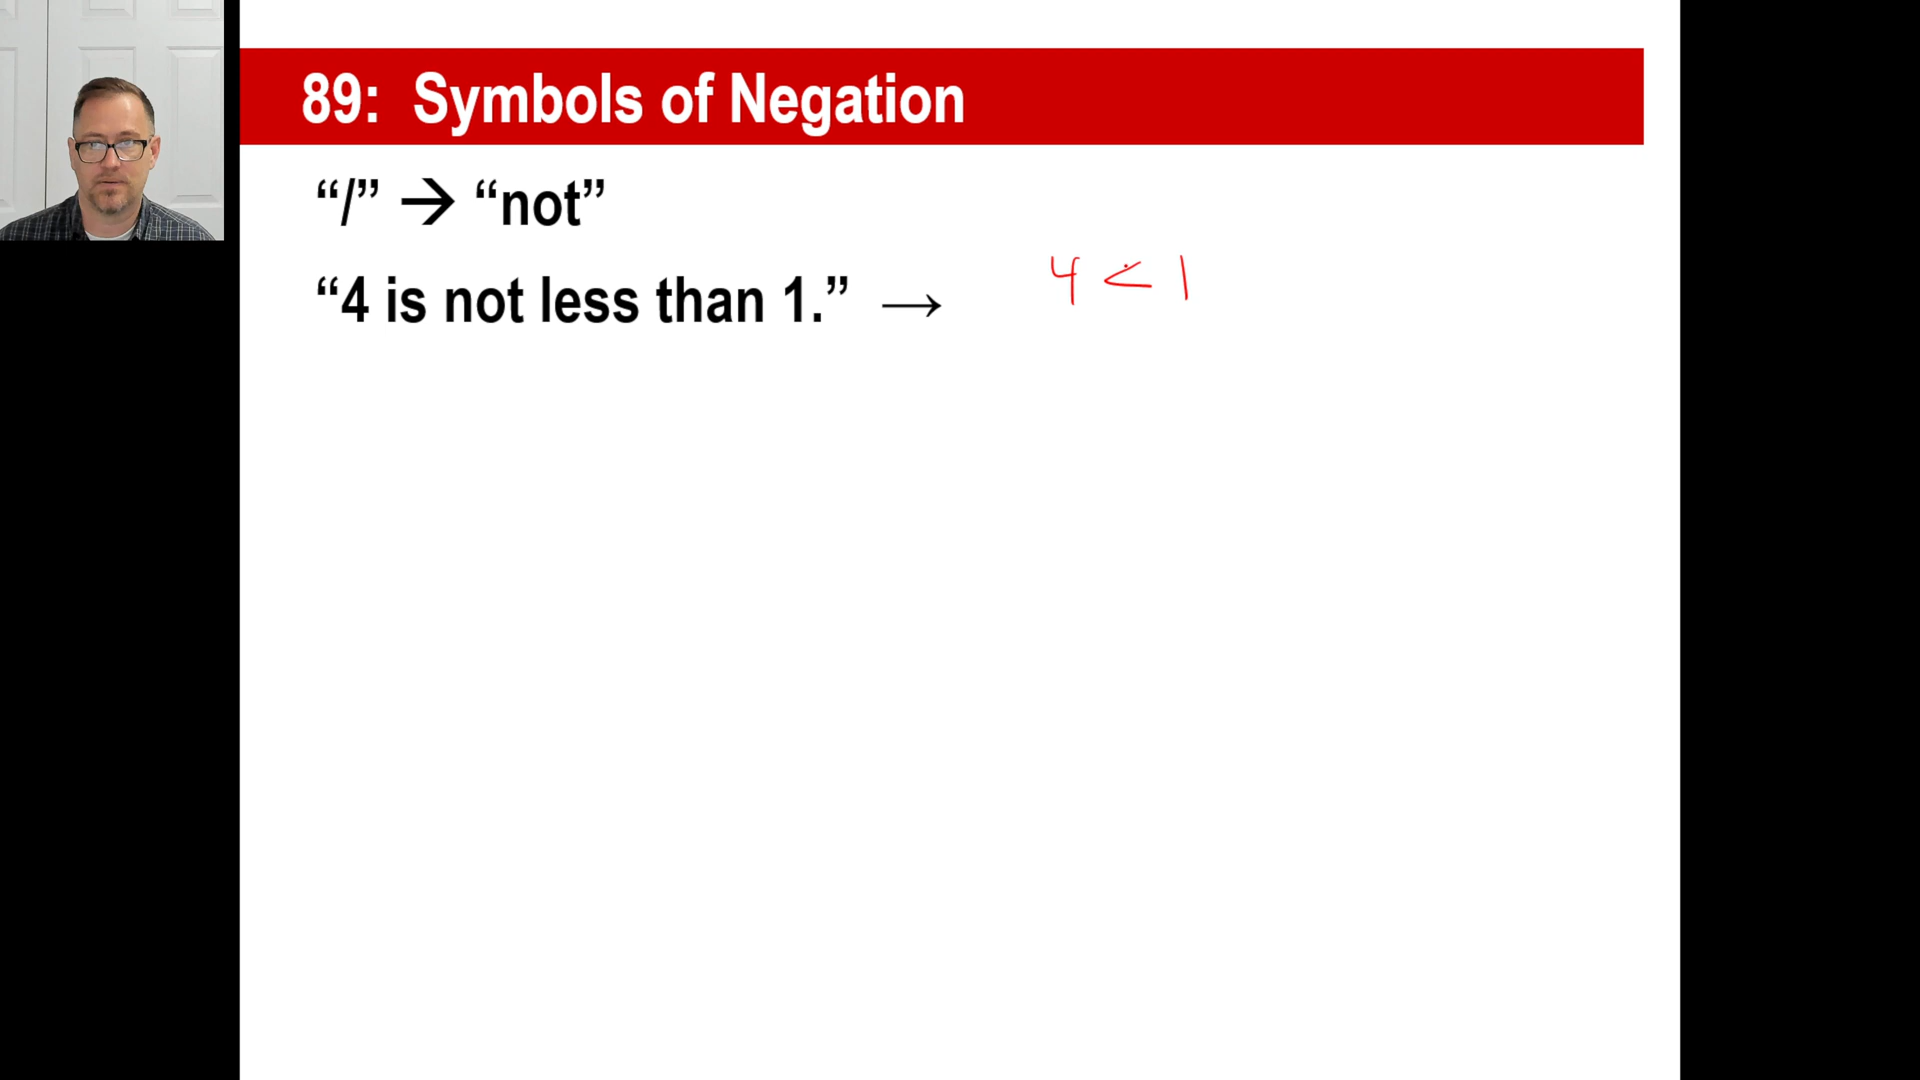 89: Symbols of Negation
“/” → “not”
“4 is not less than 1.” → 4 < 1